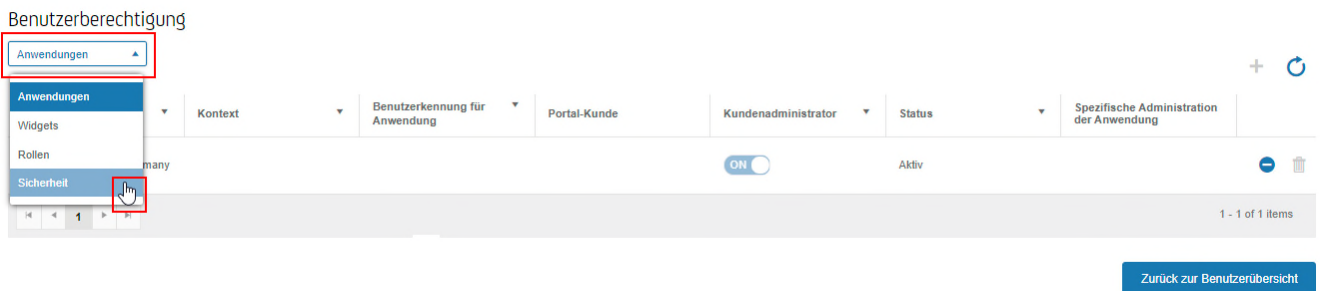 Benutzerberechtigung
Anwendungen
Anwendungen
Widgets
Rollen
Sicherheit
Kontext
Benutzerkennung für
Anwendung
Portal-Kunde
Kundenadministrator
Status
Spezifische Administration
der Anwendung
many
ON
Aktiv
1
1 - 1 of 1 items
Zurück zur Benutzerübersicht